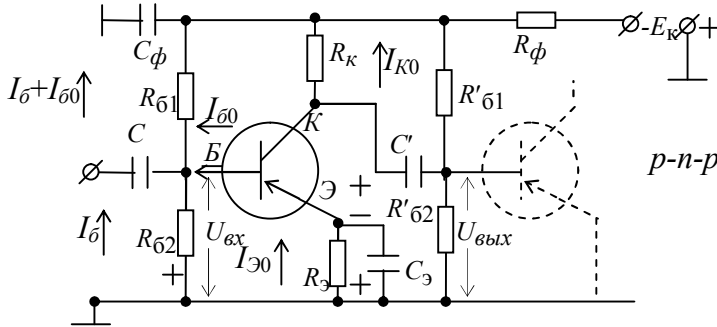 Cф
Rк
IК0
Rф
-Eк
+
Iб+Iб0
Rб1
Iб0
К
R'б1
C
Б
C'
p-n-p
Э
+
–
Iб
Rб2
Uвх
R'б2
Uвых
IЭ0
Rэ
Cэ
+
+